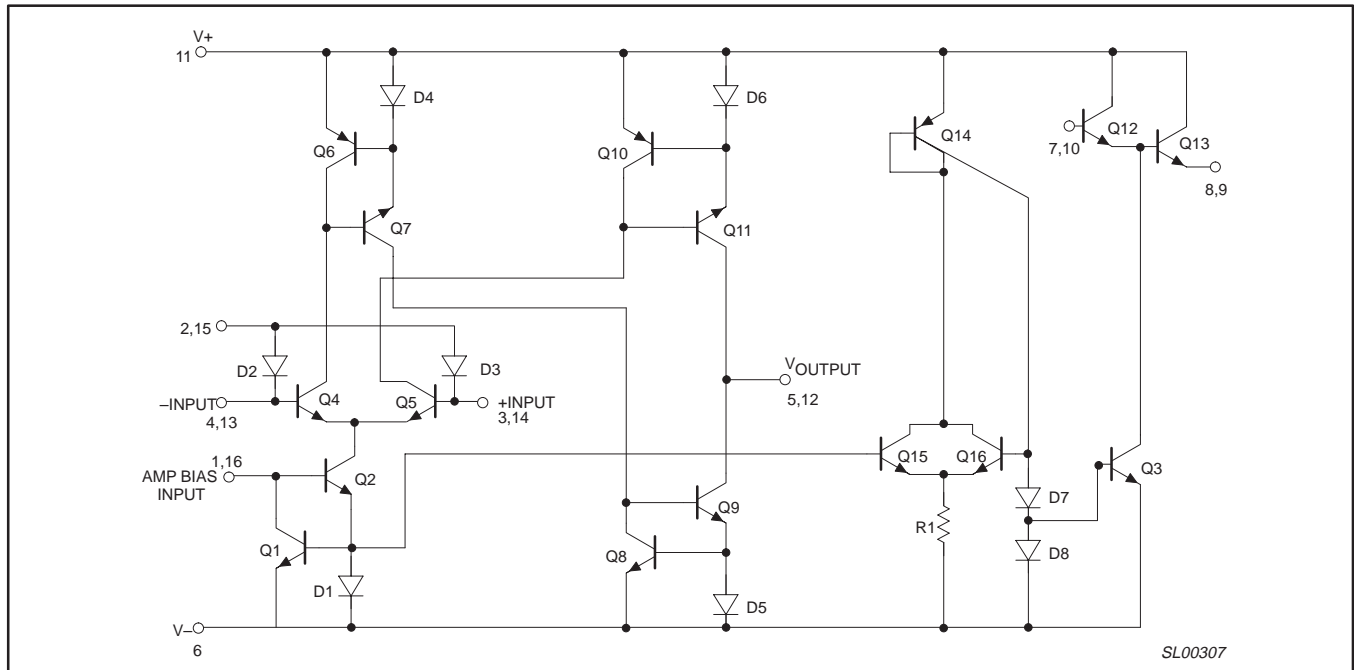 V+
11
D4
D6
Q6
Q10
Q14
Q12
7,10
Q13
8,9
Q7
Q11
2,15
D2
D3
VOUTPUT
5,12
–INPUT
4,13
Q4
Q5
+INPUT
3,14
AMP BIAS
INPUT
1,16
Q2
Q15
Q16
Q3
D7
Q9
R1
Q1
Q8
D8
D1
D5
V–
6
SL00307